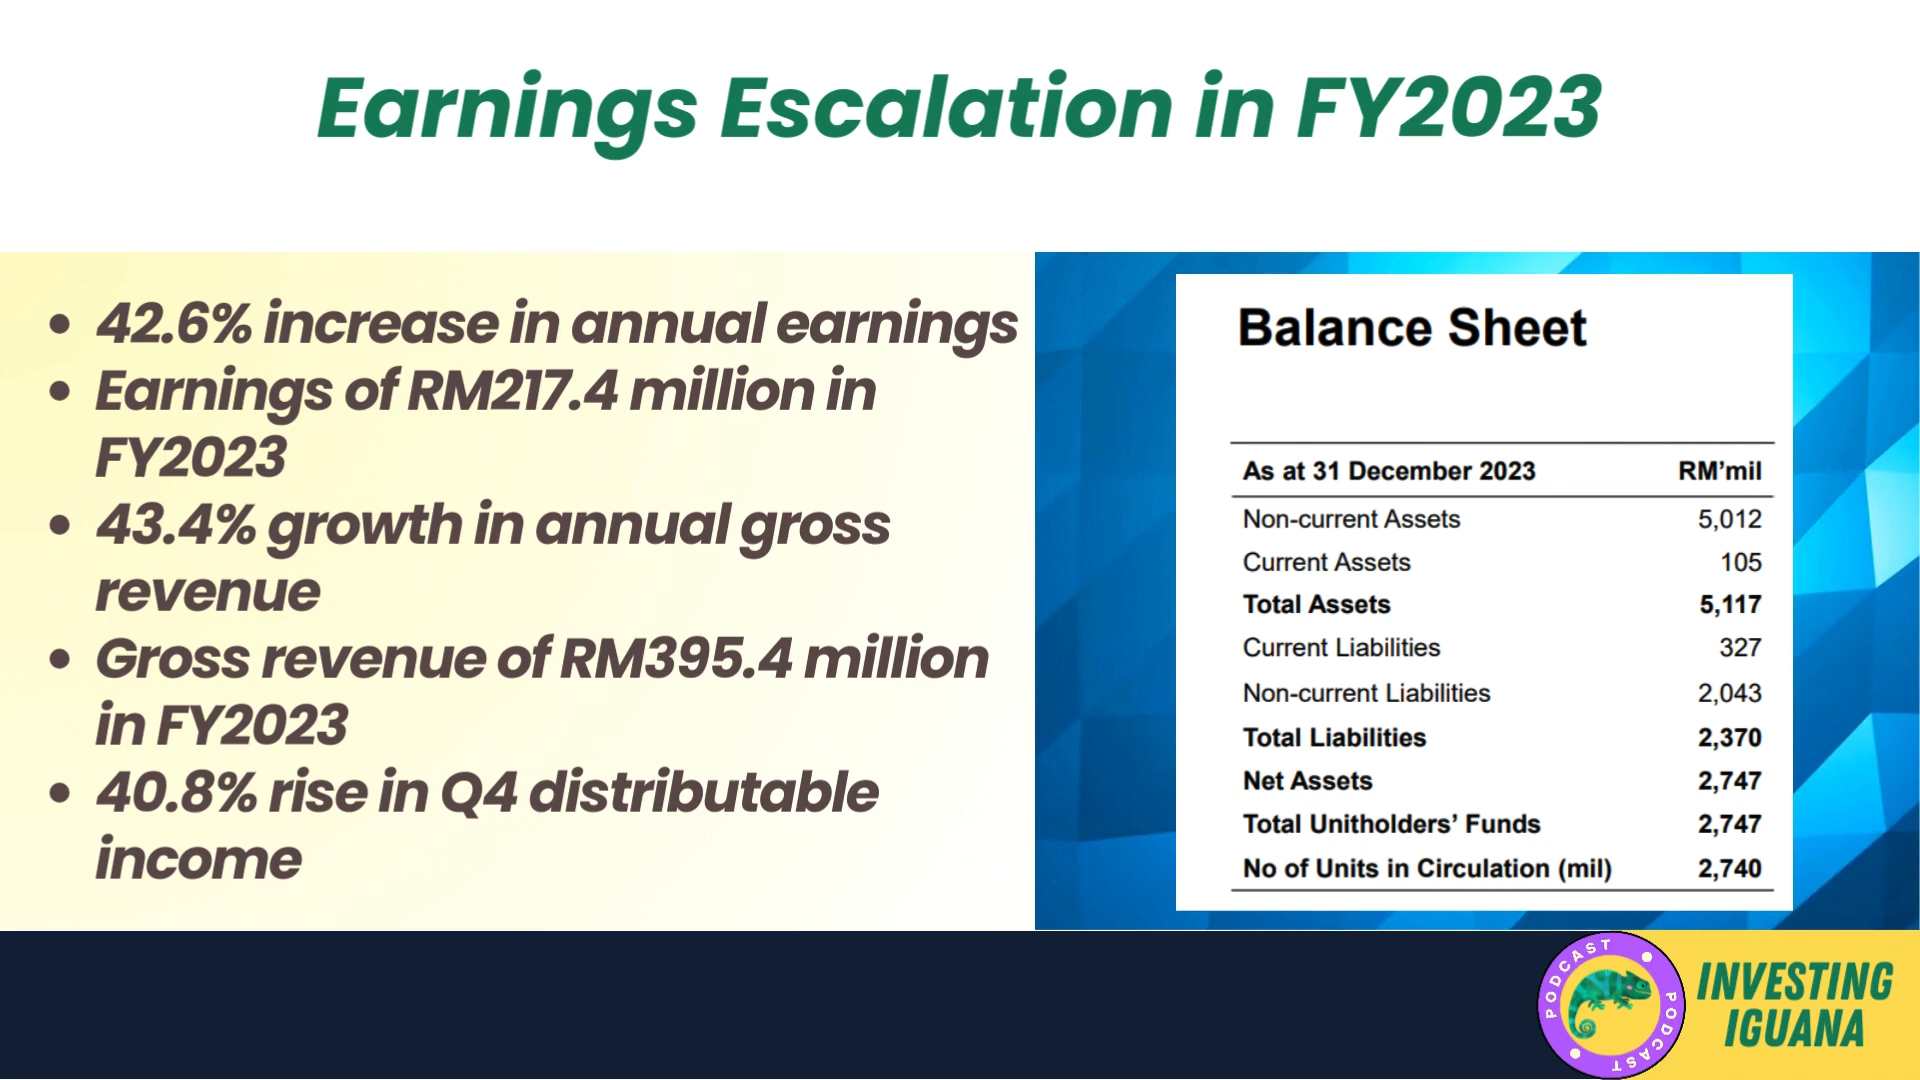 Earnings Escalation in FY2023
• 42.6% increase in annual earnings
• Earnings of RM217.4 million in
FY2023
• 43.4% growth in annual gross
revenue
• Gross revenue of RM395.4 million
in FY2023
• 40.8% rise in Q4 distributable
income
Balance Sheet
As at 31 December 2023 RM’mil
Non-current Assets 5,012
Current Assets 105
Total Assets 5,117
Current Liabilities 327
Non-current Liabilities 2,043
Total Liabilities 2,370
Net Assets 2,747
Total Unitholders’ Funds 2,747
No of Units in Circulation (mil) 2,740
PODCAST
PODCAST
INVESTING
IGUANA